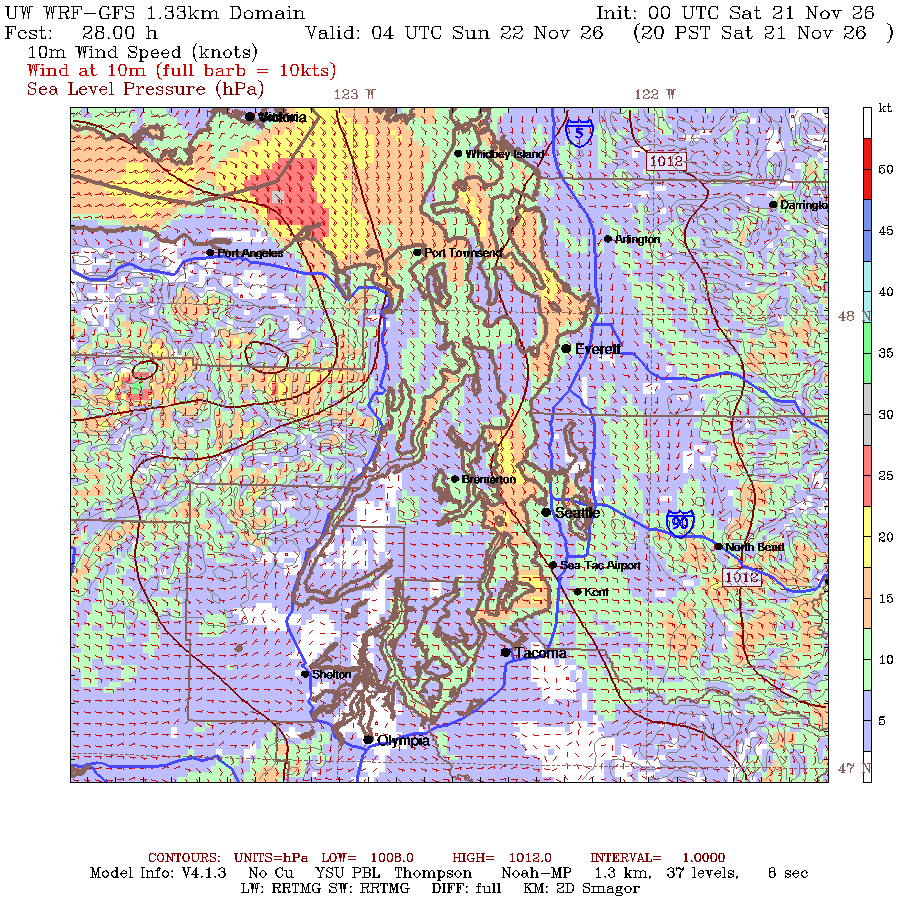 UW WRF-GFS 1.33km Domain Init: 00 UTC Sat 21 Nov 26
Fcst: 28.00 h Valid: 04 UTC Sun 22 Nov 26 (20 PST Sat 21 Nov 26 )
10m Wind Speed (knots)
Wind at 10m (full barb = 10kts)
Sea Level Pressure (hPa)
123 W 122 W
kt
Victoria
5
Whidbey Island
1012
60
Darringto
45
Arlington
Port Angeles
Port Townsend
40
48 N
Everett
35
30
25
Bremerton
Seattle
90
20
North Bend
Sea-Tac Airport
1012
Kent
15
Tacoma
10
Shelton
5
Olympia
47 N
CONTOURS: UNITS=hPa LOW= 1008.0 HIGH= 1012.0 INTERVAL= 1.0000
Model Info: V4.1.3 No Cu YSU PBL Thompson Noah-MP 1.3 km, 37 levels, 8 sec
LW: RRTMG SW: RRTMG DIFF: full KM: 2D Smagor